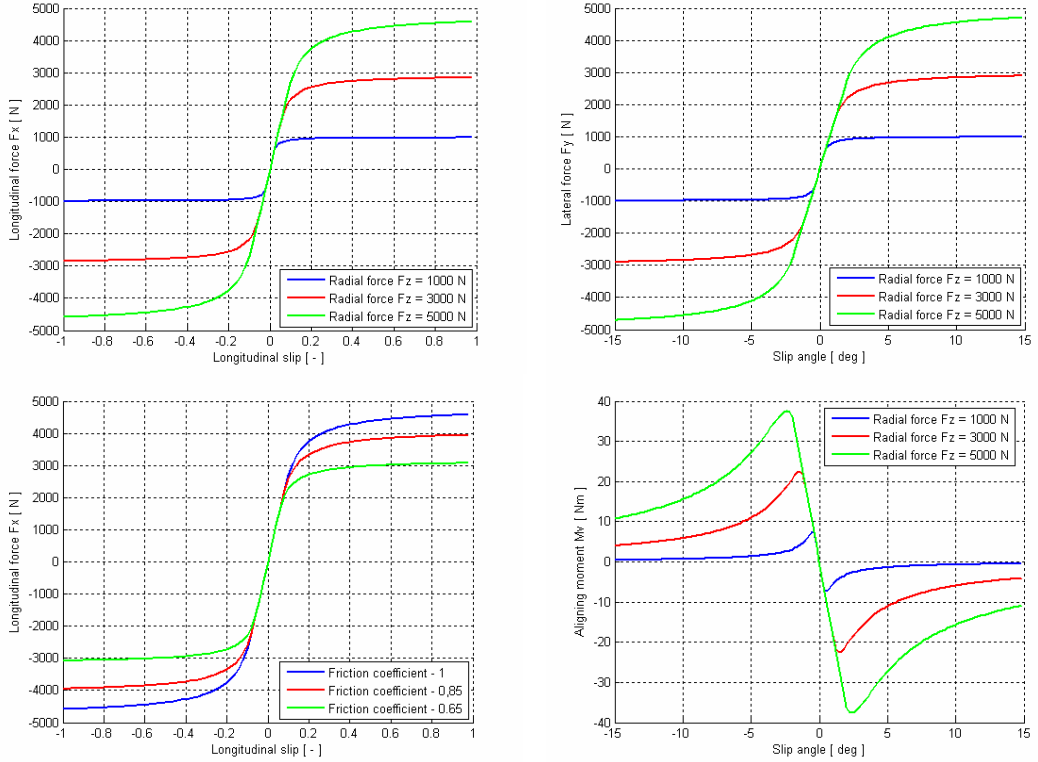 5000
4000
3000
2000
1000
0
-1000
-2000
-3000
-4000
-5000
Longitudinal force Fx [ N ]
Radial force Fz = 1000 N
Radial force Fz = 3000 N
Radial force Fz = 5000 N
-1 -0.8 -0.6 -0.4 -0.2 0 0.2 0.4 0.6 0.8 1
Longitudinal slip [ - ]
5000
4000
3000
2000
1000
0
-1000
-2000
-3000
-4000
-5000
Lateral force Fy [ N ]
Radial force Fz = 1000 N
Radial force Fz = 3000 N
Radial force Fz = 5000 N
-15 -10 -5 0 5 10 15
Slip angle [ deg ]
5000
4000
3000
2000
1000
0
-1000
-2000
-3000
-4000
-5000
Longitudinal force Fx [ N ]
Friction coefficient - 1
Friction coefficient - 0,85
Friction coefficient - 0.65
-1 -0.8 -0.6 -0.4 -0.2 0 0.2 0.4 0.6 0.8 1
Longitudinal slip [ - ]
40
30
20
10
0
-10
-20
-30
-40
Aligning moment Mv [ Nm ]
Radial force Fz = 1000 N
Radial force Fz = 3000 N
Radial force Fz = 5000 N
-15 -10 -5 0 5 10 15
Slip angle [ deg ]